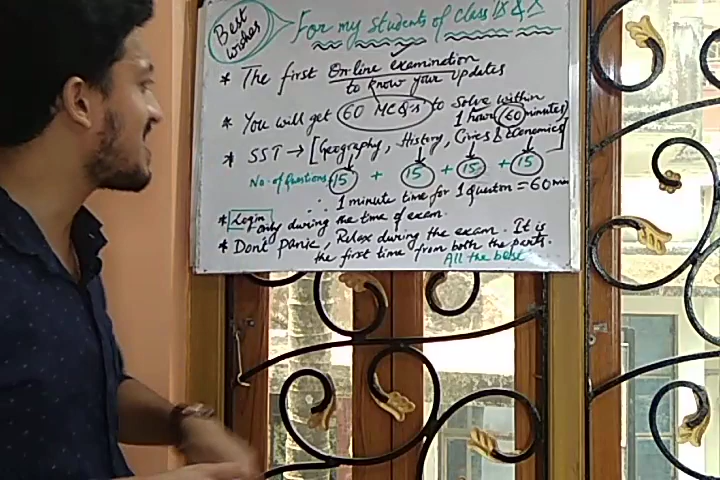 Best wishes
For my students of class IX & X
* The first On-line examination
to know your updates
* You will get 60 MCQ's to solve within
1 hour (60 minutes)
* SST → [Geography, History, Civics & Economics]
No. of Questions 15 + 15 + 15 + 15
∴ 1 minute time for 1 question = 60 min
* Login only during the time of exam.
* Don't panic, Relax during the exam. It is
the first time from both the parts.
All the best